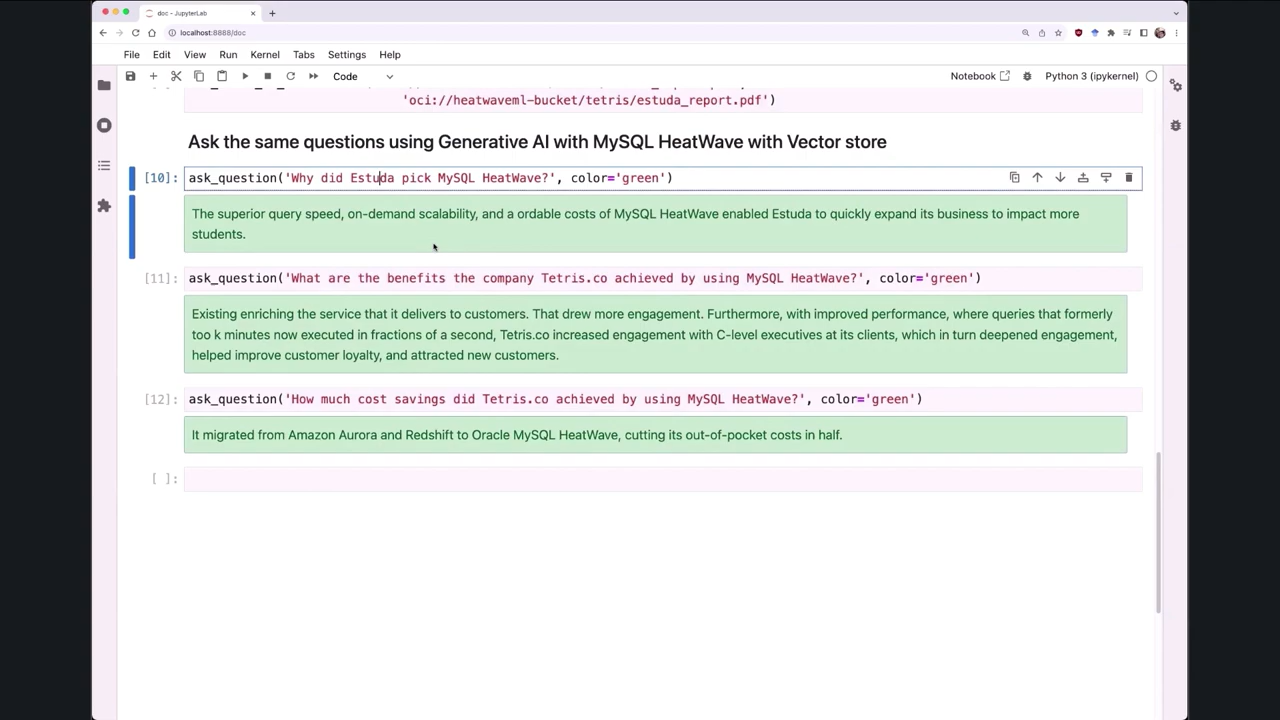 doc - JupyterLab
localhost:8888/doc
File Edit View Run Kernel Tabs Settings Help
Code Notebook Python 3 (ipykernel)
'oci://heatwaveml-bucket/tetris/estuda_report.pdf')
Ask the same questions using Generative AI with MySQL HeatWave with Vector store
[10]: ask_question('Why did Estuda pick MySQL HeatWave?', color='green')
The superior query speed, on-demand scalability, and a ordable costs of MySQL HeatWave enabled Estuda to quickly expand its business to impact more
students.
[11]: ask_question('What are the benefits the company Tetris.co achieved by using MySQL HeatWave?', color='green')
Existing enriching the service that it delivers to customers. That drew more engagement. Furthermore, with improved performance, where queries that formerly
too k minutes now executed in fractions of a second, Tetris.co increased engagement with C-level executives at its clients, which in turn deepened engagement,
helped improve customer loyalty, and attracted new customers.
[12]: ask_question('How much cost savings did Tetris.co achieved by using MySQL HeatWave?', color='green')
It migrated from Amazon Aurora and Redshift to Oracle MySQL HeatWave, cutting its out-of-pocket costs in half.
[ ]: